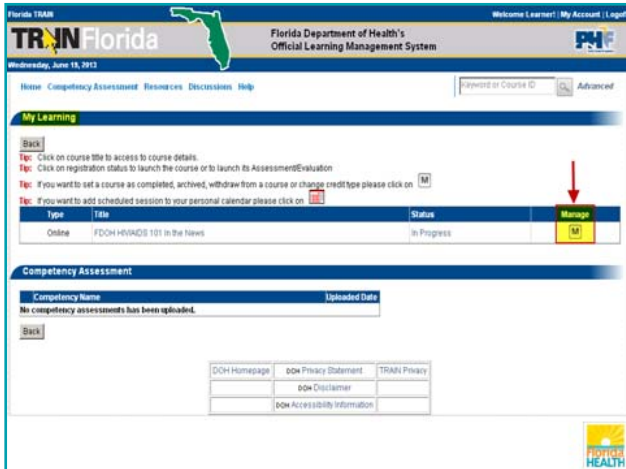 Florida TRAIN
Welcome Learner! | My Account | Logoff
TRAIN Florida
Florida Department of Health's
Official Learning Management System
PHF
Wednesday, June 19, 2013
Home Competency Assessment Resources Discussions Help
Keyword or Course ID
Advanced
My Learning
Back
Tip: Click on course title to access to course details.
Tip: Click on registration status to launch the course or to launch its Assessment/Evaluation
Tip: If you want to set a course as completed, archived, withdraw from a course or change credit type please click on M
Tip: If you want to add scheduled session to your personal calendar please click on
Type Title Status Manage
Online FDOH HIV/AIDS 101 in the News In Progress M
Competency Assessment
Competency Name Uploaded Date
No competency assessments has been uploaded.
Back
DOH Homepage DOH Privacy Statement TRAIN Privacy
DOH Disclaimer
DOH Accessibility Information
Florida
HEALTH